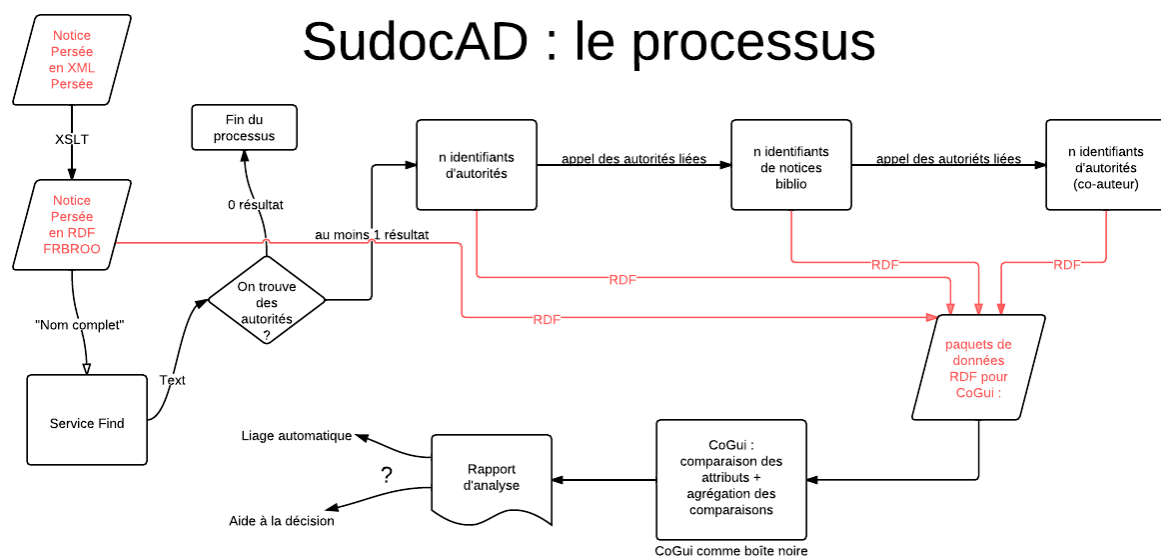 SudocAD : le processus
Notice
Persée
en XML
Persée
XSLT
Notice
Persée
en RDF
FRBROO
"Nom complet"
Service Find
Text
On trouve
des
autorités
?
0 résultat
Fin du
processus
au moins 1 résultat
n identifiants
d'autorités
appel des autorités liées
n identifiants
de notices
biblio
appel des autoriéts liées
n identifiants
d'autorités
(co-auteur)
RDF
RDF
RDF
RDF
paquets de
données
RDF pour
CoGui :
CoGui :
comparaison des
attributs +
agrégation des
comparaisons
CoGui comme boîte noire
Rapport
d'analyse
Liage automatique
?
Aide à la décision